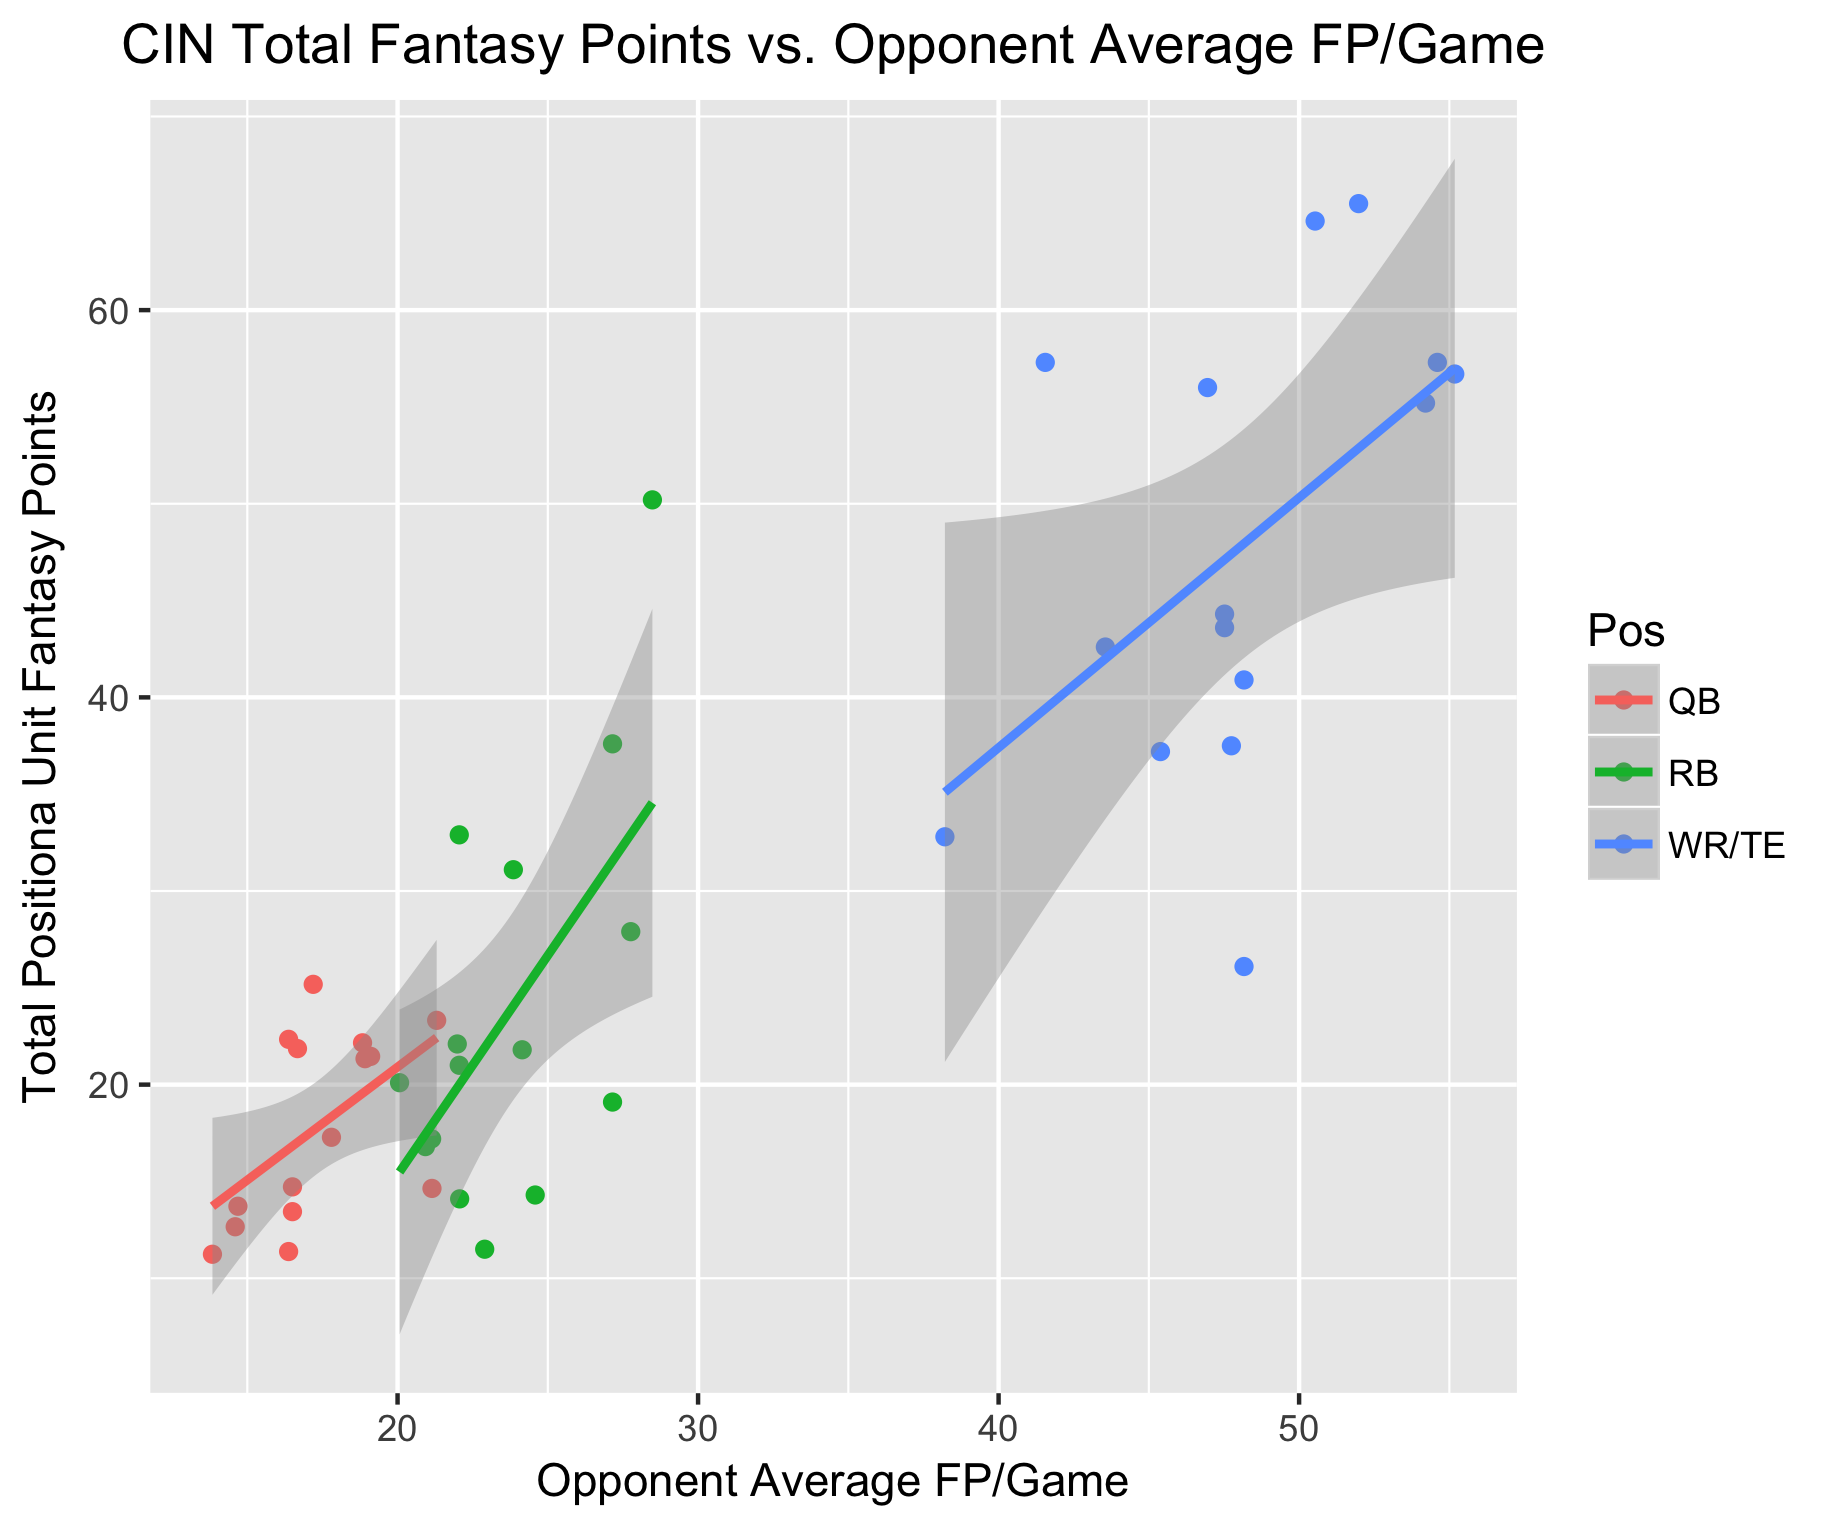 CIN Total Fantasy Points vs. Opponent Average FP/Game
Total Positiona Unit Fantasy Points
60
40
20
20
30
40
50
Opponent Average FP/Game
Pos
QB
RB
WR/TE